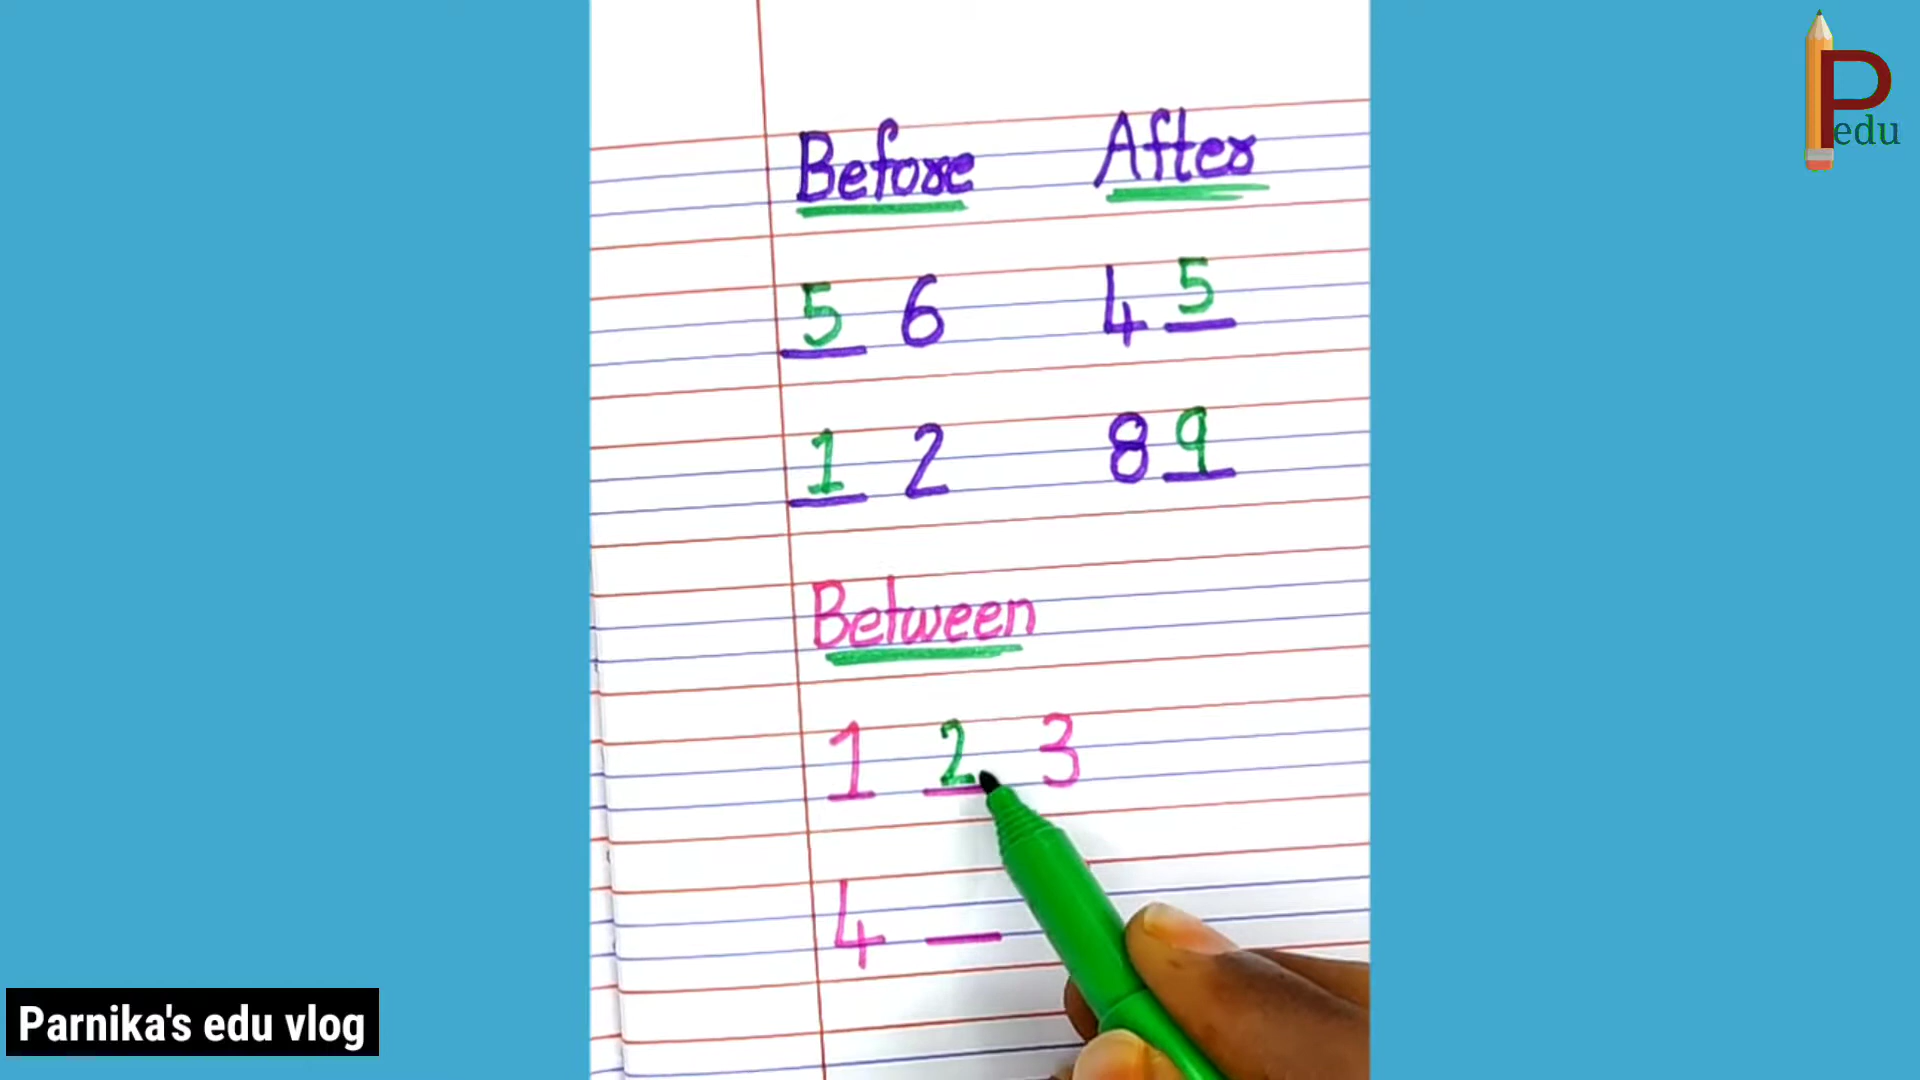 Before After
5 6 4 5
1 2 8 9
Between
1 2 3
4 _
P
edu
Parnika's edu vlog